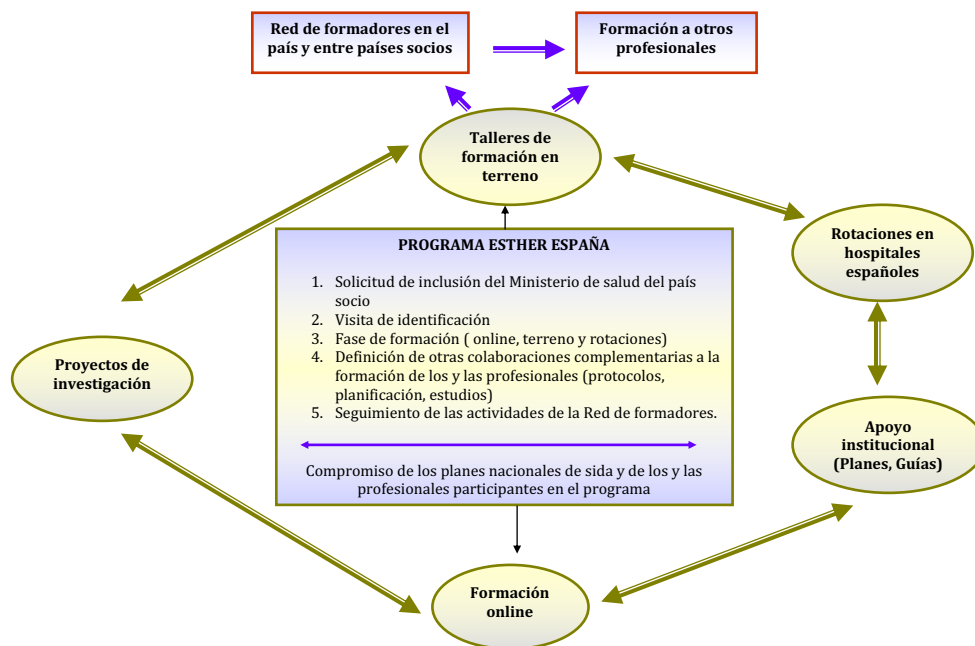 Red de formadores en el
país y entre países socios
Formación a otros
profesionales
Talleres de
formación en
terreno
Rotaciones en
hospitales
españoles
PROGRAMA ESTHER ESPAÑA
1. Solicitud de inclusión del Ministerio de salud del país
socio
2. Visita de identificación
3. Fase de formación ( online, terreno y rotaciones)
4. Definición de otras colaboraciones complementarias a la
formación de los y las profesionales (protocolos,
planificación, estudios)
5. Seguimiento de las actividades de la Red de formadores.
Compromiso de los planes nacionales de sida y de los y las
profesionales participantes en el programa
Proyectos de
investigación
Apoyo
institucional
(Planes, Guías)
Formación
online